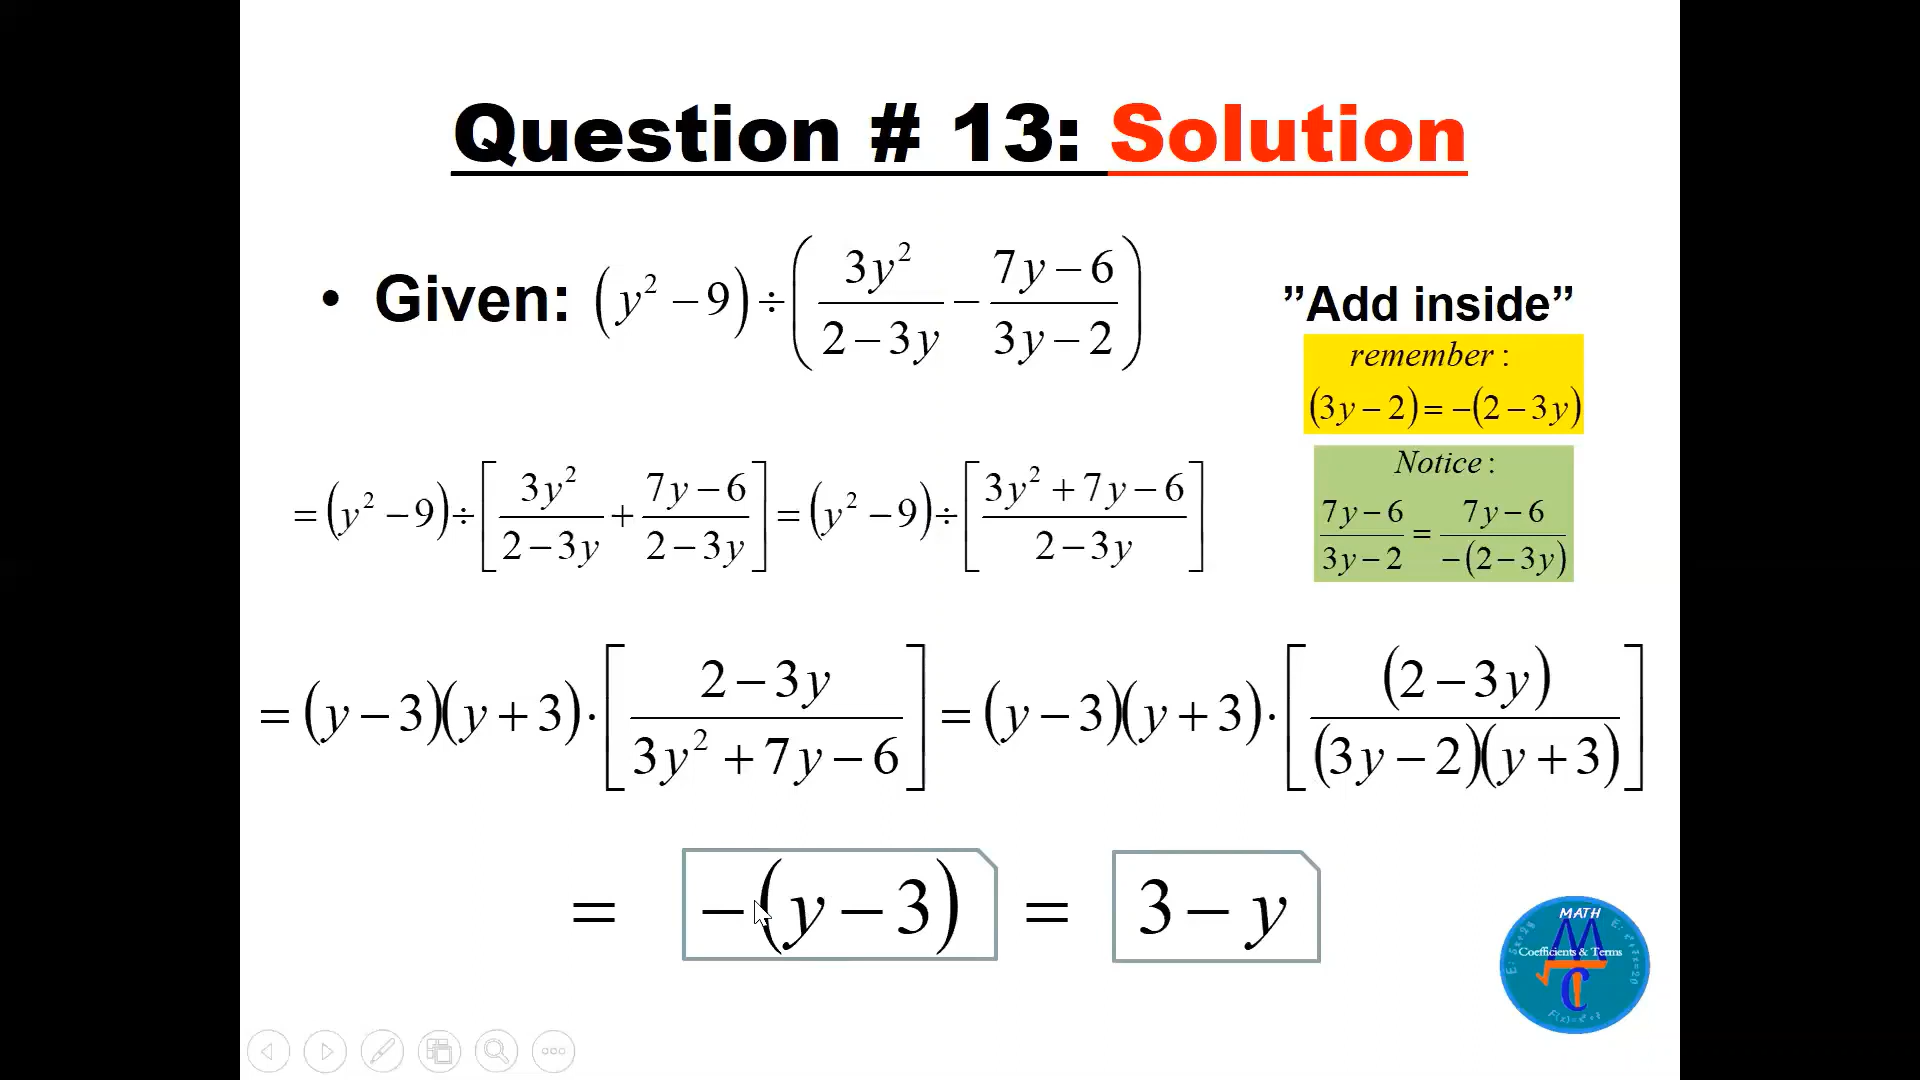 Question # 13: Solution
• Given: (y² − 9) ÷ (3y²/(2 − 3y) − (7y − 6)/(3y − 2))
”Add inside”
remember :
(3y − 2) = −(2 − 3y)
Notice :
(7y − 6)/(3y − 2) = (7y − 6)/(−(2 − 3y))
= (y² − 9) ÷ [3y²/(2 − 3y) + (7y − 6)/(2 − 3y)] = (y² − 9) ÷ [(3y² + 7y − 6)/(2 − 3y)]
= (y − 3)(y + 3) · [(2 − 3y)/(3y² + 7y − 6)] = (y − 3)(y + 3) · [(2 − 3y)/((3y − 2)(y + 3))]
= −(y − 3) = 3 − y
MATH
Coefficients & Terms